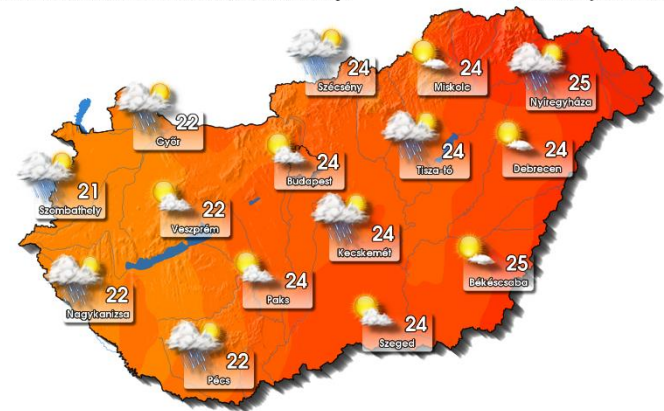 24
Szécsény
24
Miskolc
25
Nyíregyháza
22
Győr
24
Budapest
24
Tisza-tó
24
Debrecen
21
Szombathely
22
Veszprém
24
Kecskemét
25
Békéscsaba
22
Nagykanizsa
24
Paks
24
Szeged
22
Pécs